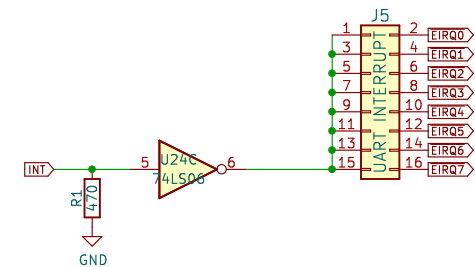 J5
1 2 EIRQ0
3 4 EIRQ1
5 6 EIRQ2
7 8 EIRQ3
9 10 EIRQ4
11 12 EIRQ5
13 14 EIRQ6
15 16 EIRQ7
UART INTERRUPT
INT
5 U24C 6
74LS06
R1
470
GND